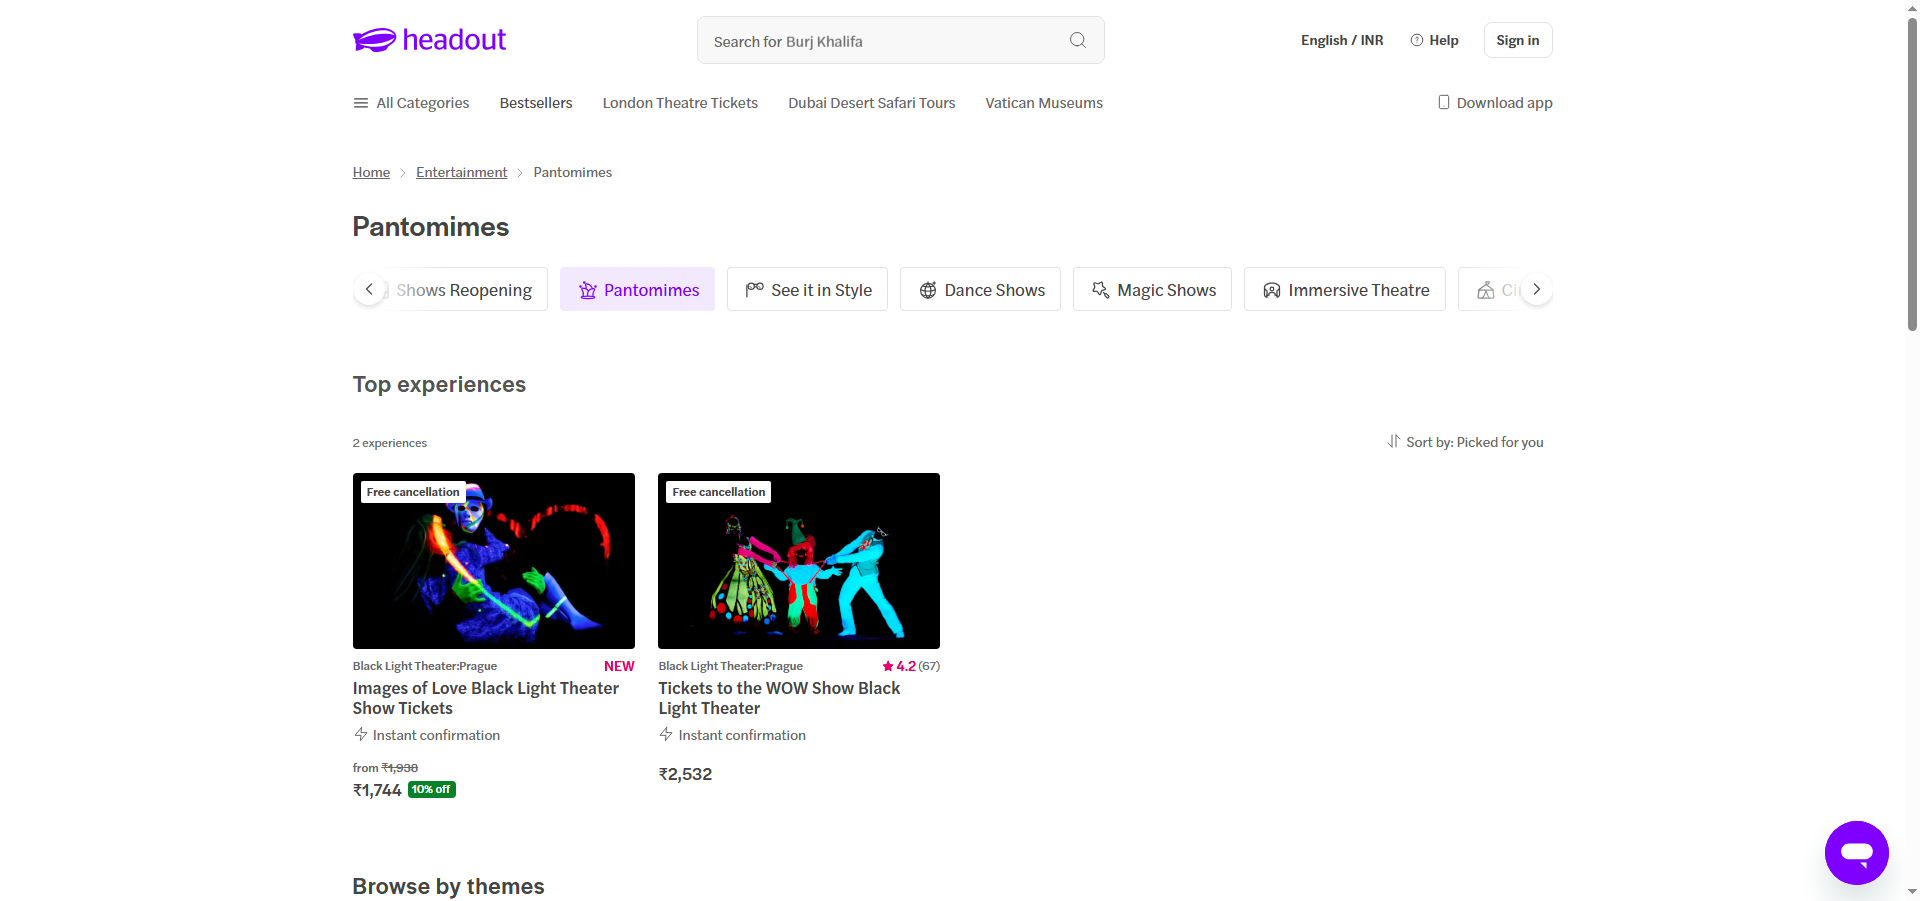 headout
Search for Burj Khalifa
English / INR
Help
Sign in
All Categories
Bestsellers
London Theatre Tickets
Dubai Desert Safari Tours
Vatican Museums
Download app
Home
Entertainment
Pantomimes
Pantomimes
Shows Reopening
Pantomimes
See it in Style
Dance Shows
Magic Shows
Immersive Theatre
Top experiences
2 experiences
Sort by: Picked for you
Free cancellation
Black Light Theater:Prague
NEW
Images of Love Black Light Theater
Show Tickets
Instant confirmation
from ₹1,938
₹1,744 10% off
Free cancellation
Black Light Theater:Prague
4.2 (67)
Tickets to the WOW Show Black
Light Theater
Instant confirmation
₹2,532
Browse by themes